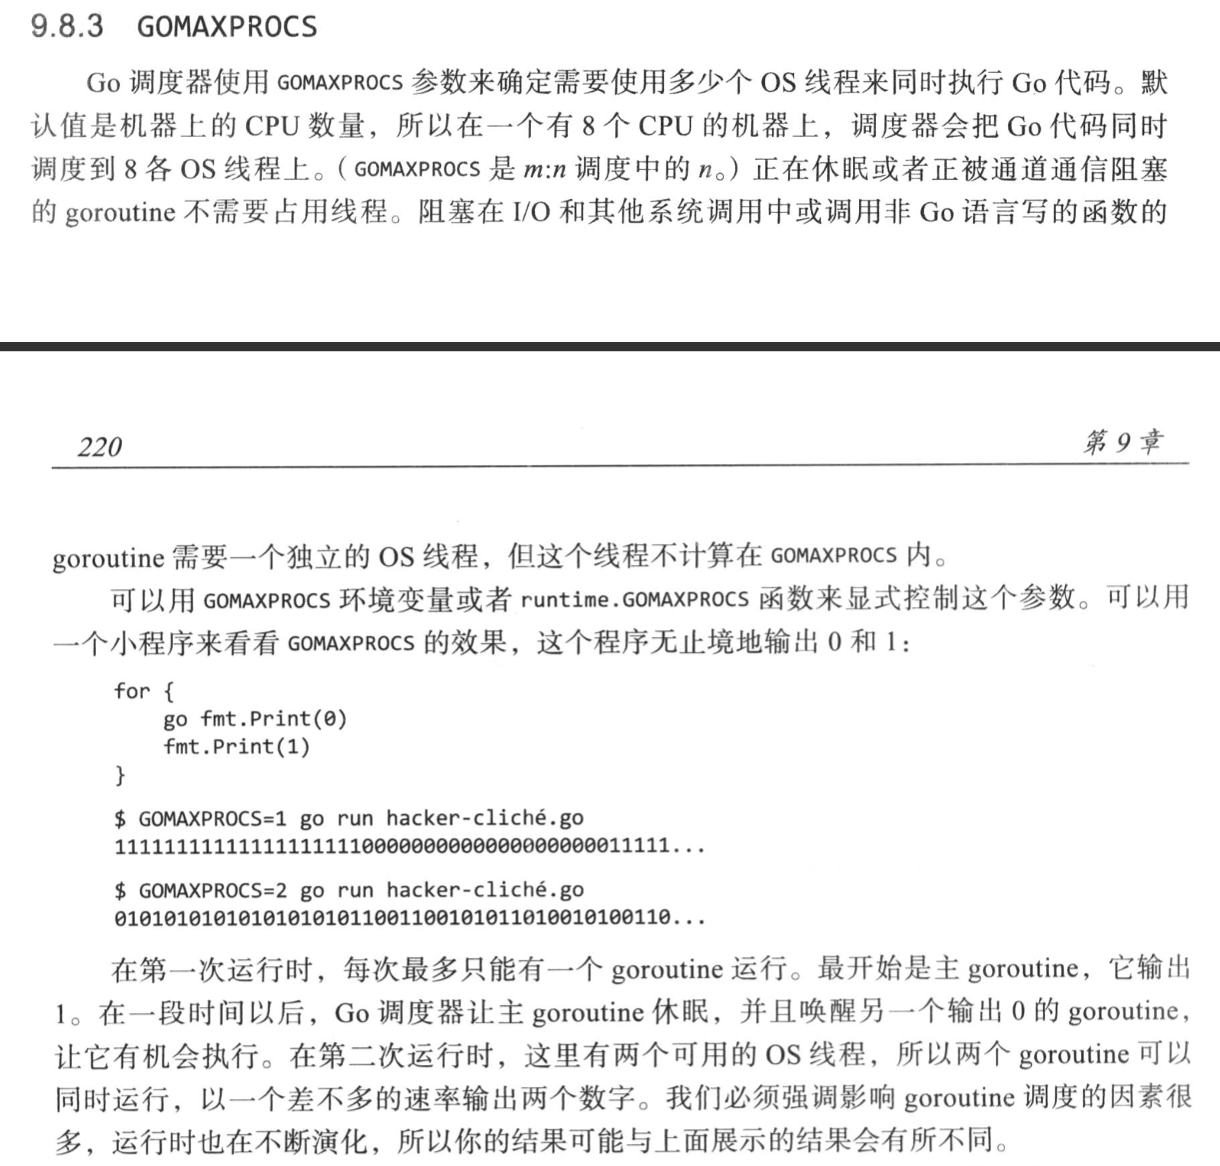 9.8.3 GOMAXPROCS
Go 调度器使用 GOMAXPROCS 参数来确定需要使用多少个 OS 线程来同时执行 Go 代码。默
认值是机器上的 CPU 数量，所以在一个有 8 个 CPU 的机器上，调度器会把 Go 代码同时
调度到 8 各 OS 线程上。（GOMAXPROCS 是 m:n 调度中的 n。）正在休眠或者正被通道通信阻塞
的 goroutine 不需要占用线程。阻塞在 I/O 和其他系统调用中或调用非 Go 语言写的函数的
220 第 9 章
goroutine 需要一个独立的 OS 线程，但这个线程不计算在 GOMAXPROCS 内。
可以用 GOMAXPROCS 环境变量或者 runtime.GOMAXPROCS 函数来显式控制这个参数。可以用
一个小程序来看看 GOMAXPROCS 的效果，这个程序无止境地输出 0 和 1：
for {
go fmt.Print(0)
fmt.Print(1)
}
$ GOMAXPROCS=1 go run hacker-cliché.go
111111111111111111110000000000000000000011111...
$ GOMAXPROCS=2 go run hacker-cliché.go
010101010101010101011001100101011010010100110...
在第一次运行时，每次最多只能有一个 goroutine 运行。最开始是主 goroutine，它输出
1。在一段时间以后，Go 调度器让主 goroutine 休眠，并且唤醒另一个输出 0 的 goroutine，
让它有机会执行。在第二次运行时，这里有两个可用的 OS 线程，所以两个 goroutine 可以
同时运行，以一个差不多的速率输出两个数字。我们必须强调影响 goroutine 调度的因素很
多，运行时也在不断演化，所以你的结果可能与上面展示的结果会有所不同。